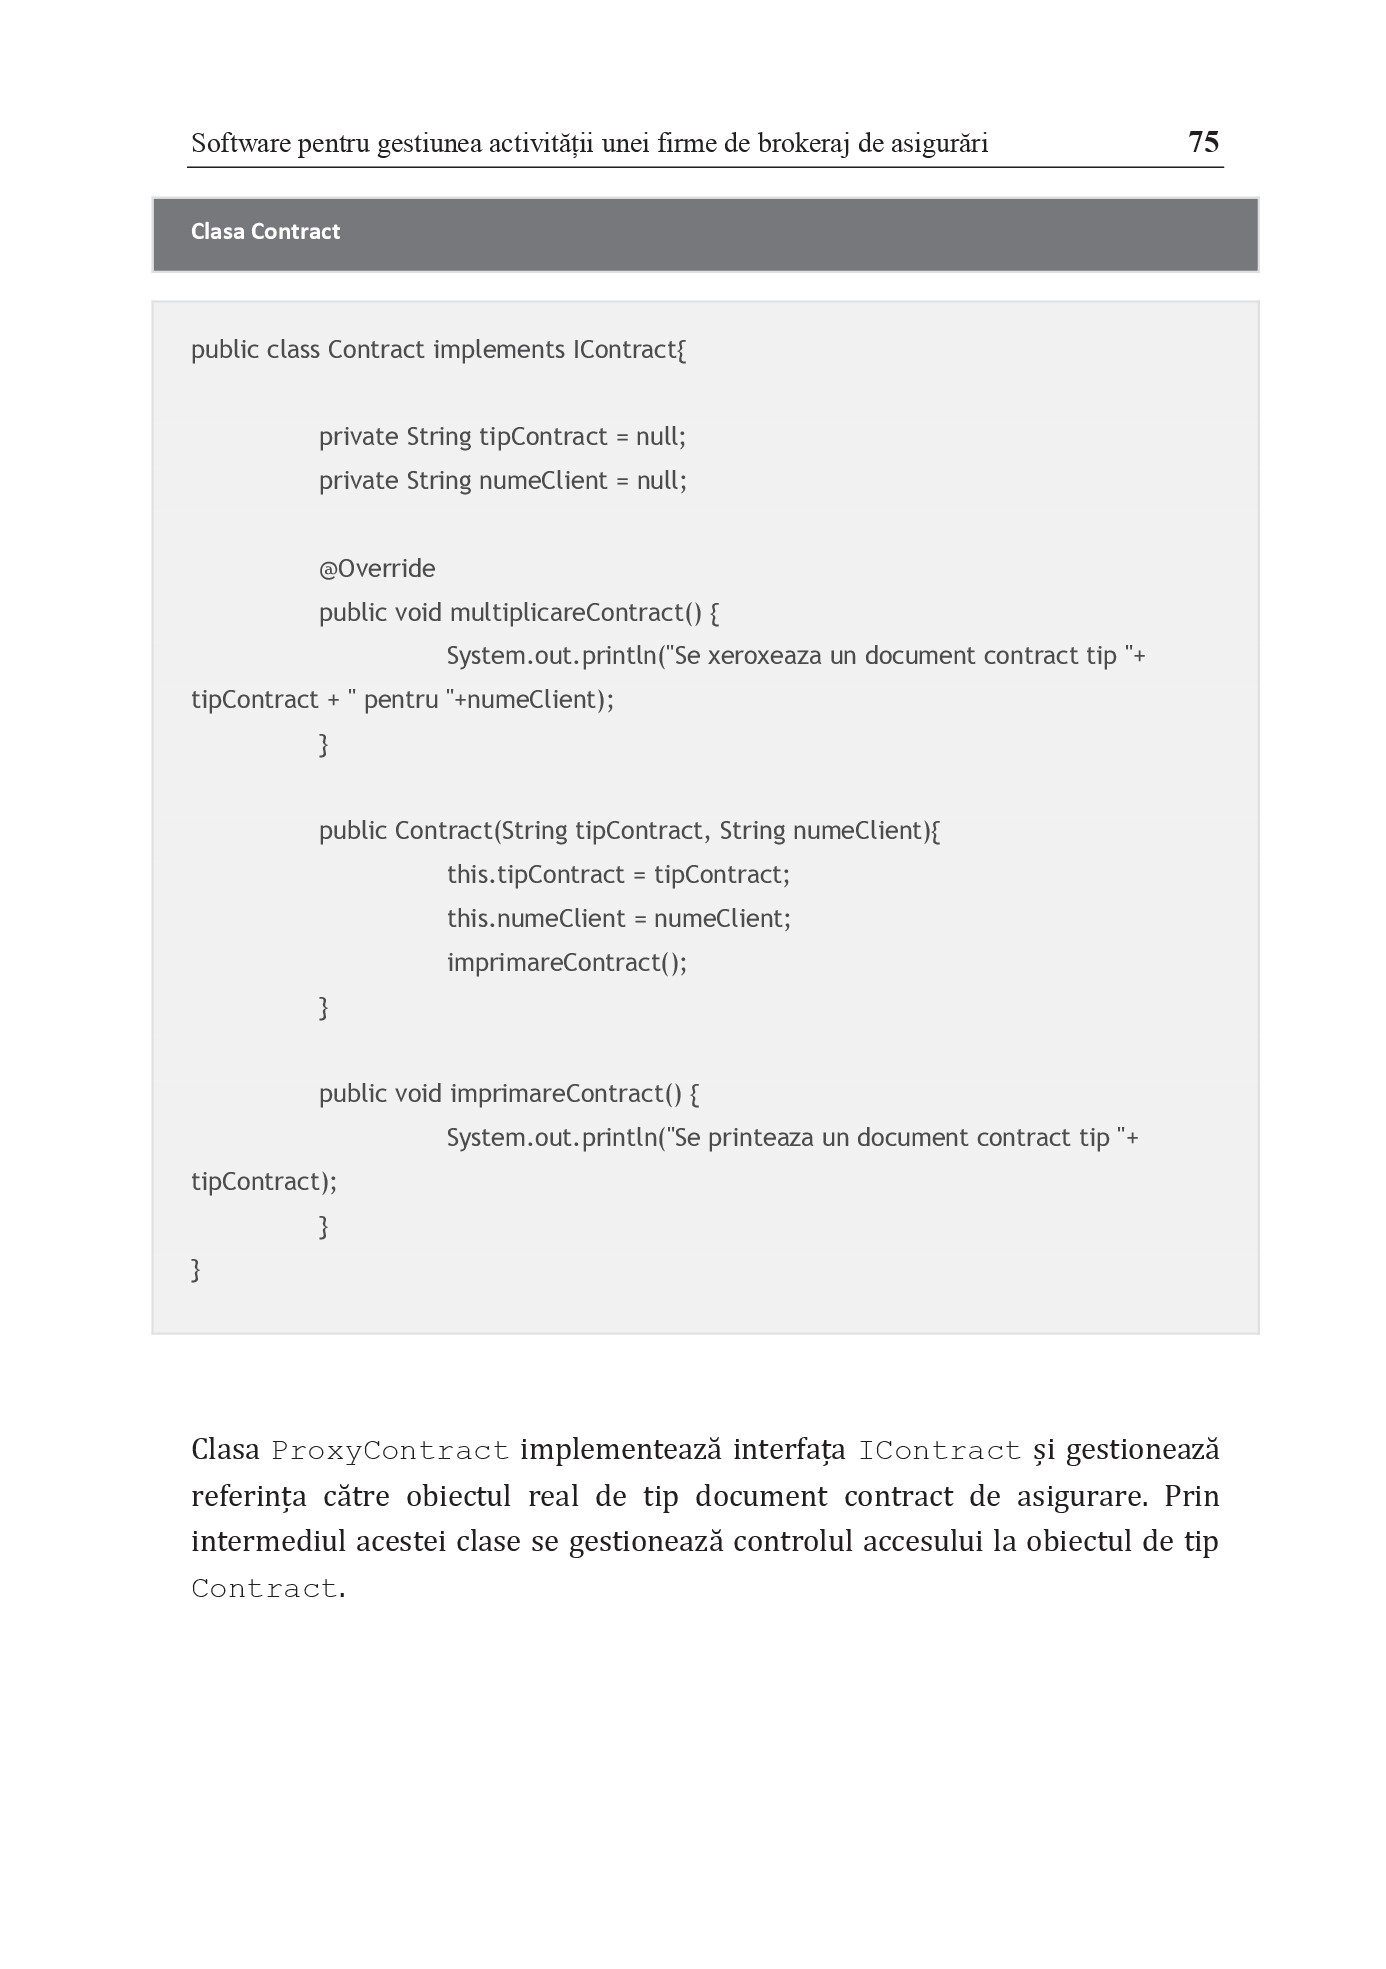 Software pentru gestiunea activității unei firme de brokeraj de asigurări 75
Clasa Contract
public class Contract implements IContract{
private String tipContract = null;
private String numeClient = null;
@Override
public void multiplicareContract() {
System.out.println("Se xeroxeaza un document contract tip "+
tipContract + " pentru "+numeClient);
}
public Contract(String tipContract, String numeClient){
this.tipContract = tipContract;
this.numeClient = numeClient;
imprimareContract();
}
public void imprimareContract() {
System.out.println("Se printeaza un document contract tip "+
tipContract);
}
}
Clasa ProxyContract implementează interfața IContract și gestionează
referința către obiectul real de tip document contract de asigurare. Prin
intermediul acestei clase se gestionează controlul accesului la obiectul de tip
Contract.